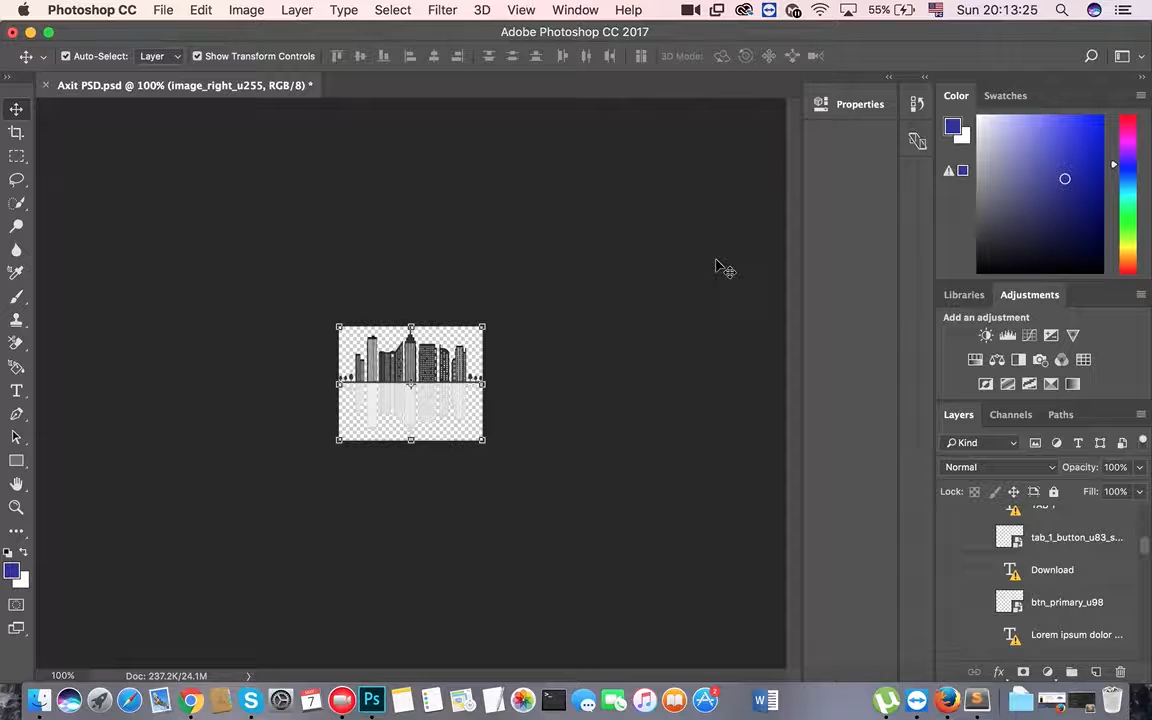 Photoshop CC File Edit Image Layer Type Select Filter 3D View Window Help 55% Sun 20:13:25
Adobe Photoshop CC 2017
Auto-Select: Layer Show Transform Controls 3D Mode:
Axit PSD.psd @ 100% (image_right_u255, RGB/8) *
Properties
Color Swatches
Libraries Adjustments
Add an adjustment
Layers Channels Paths
Kind
Normal Opacity: 100%
Lock: Fill: 100%
TAB 1
tab_1_button_u83_s...
Download
btn_primary_u98
Lorem ipsum dolor ...
100% Doc: 237.2K/24.1M